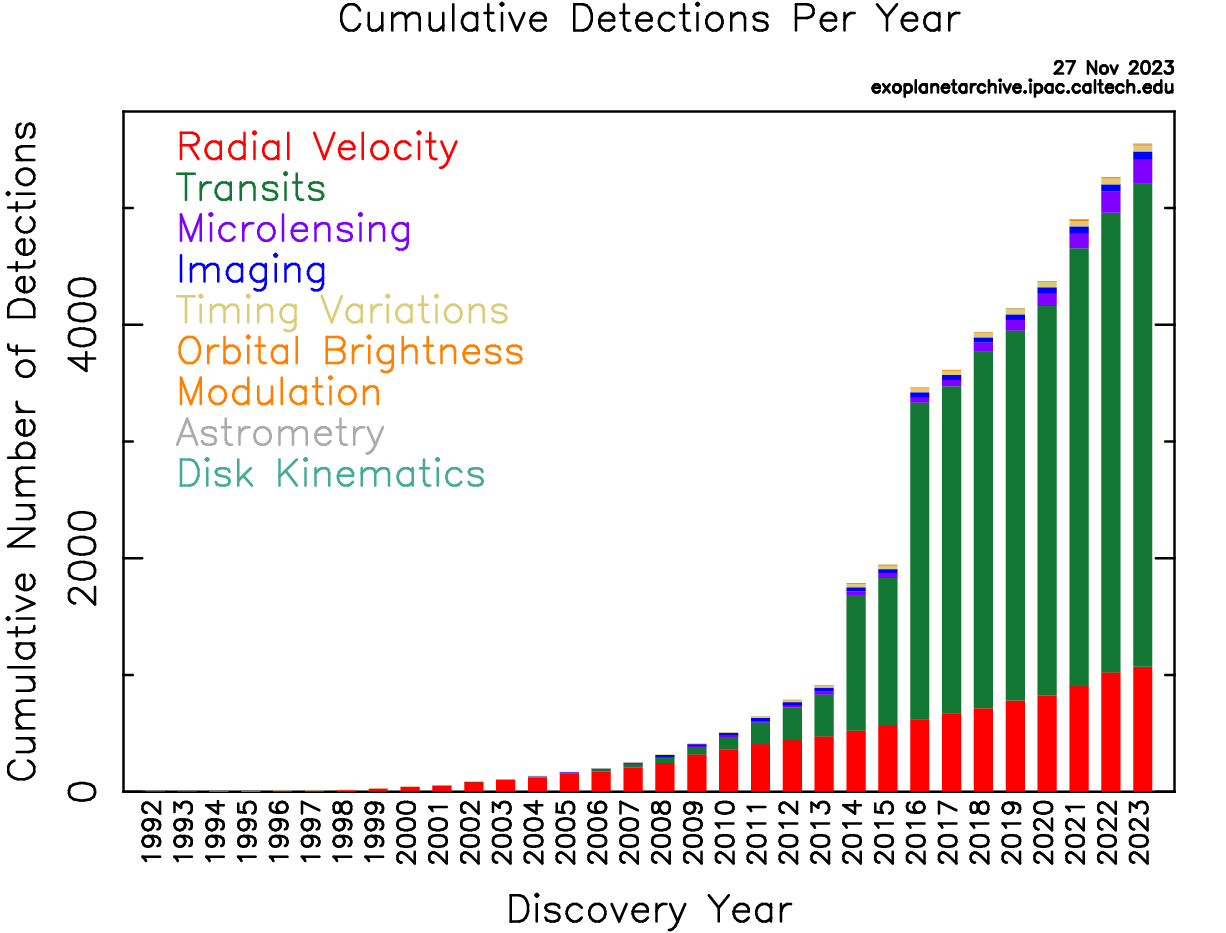 Cumulative Detections Per Year
27 Nov 2023
exoplanetarchive.ipac.caltech.edu
Radial Velocity
Transits
Microlensing
Imaging
Timing Variations
Orbital Brightness
Modulation
Astrometry
Disk Kinematics
Cumulative Number of Detections
4000
2000
0
1992 1993 1994 1995 1996 1997 1998 1999 2000 2001 2002 2003 2004 2005 2006 2007 2008 2009 2010 2011 2012 2013 2014 2015 2016 2017 2018 2019 2020 2021 2022 2023
Discovery Year